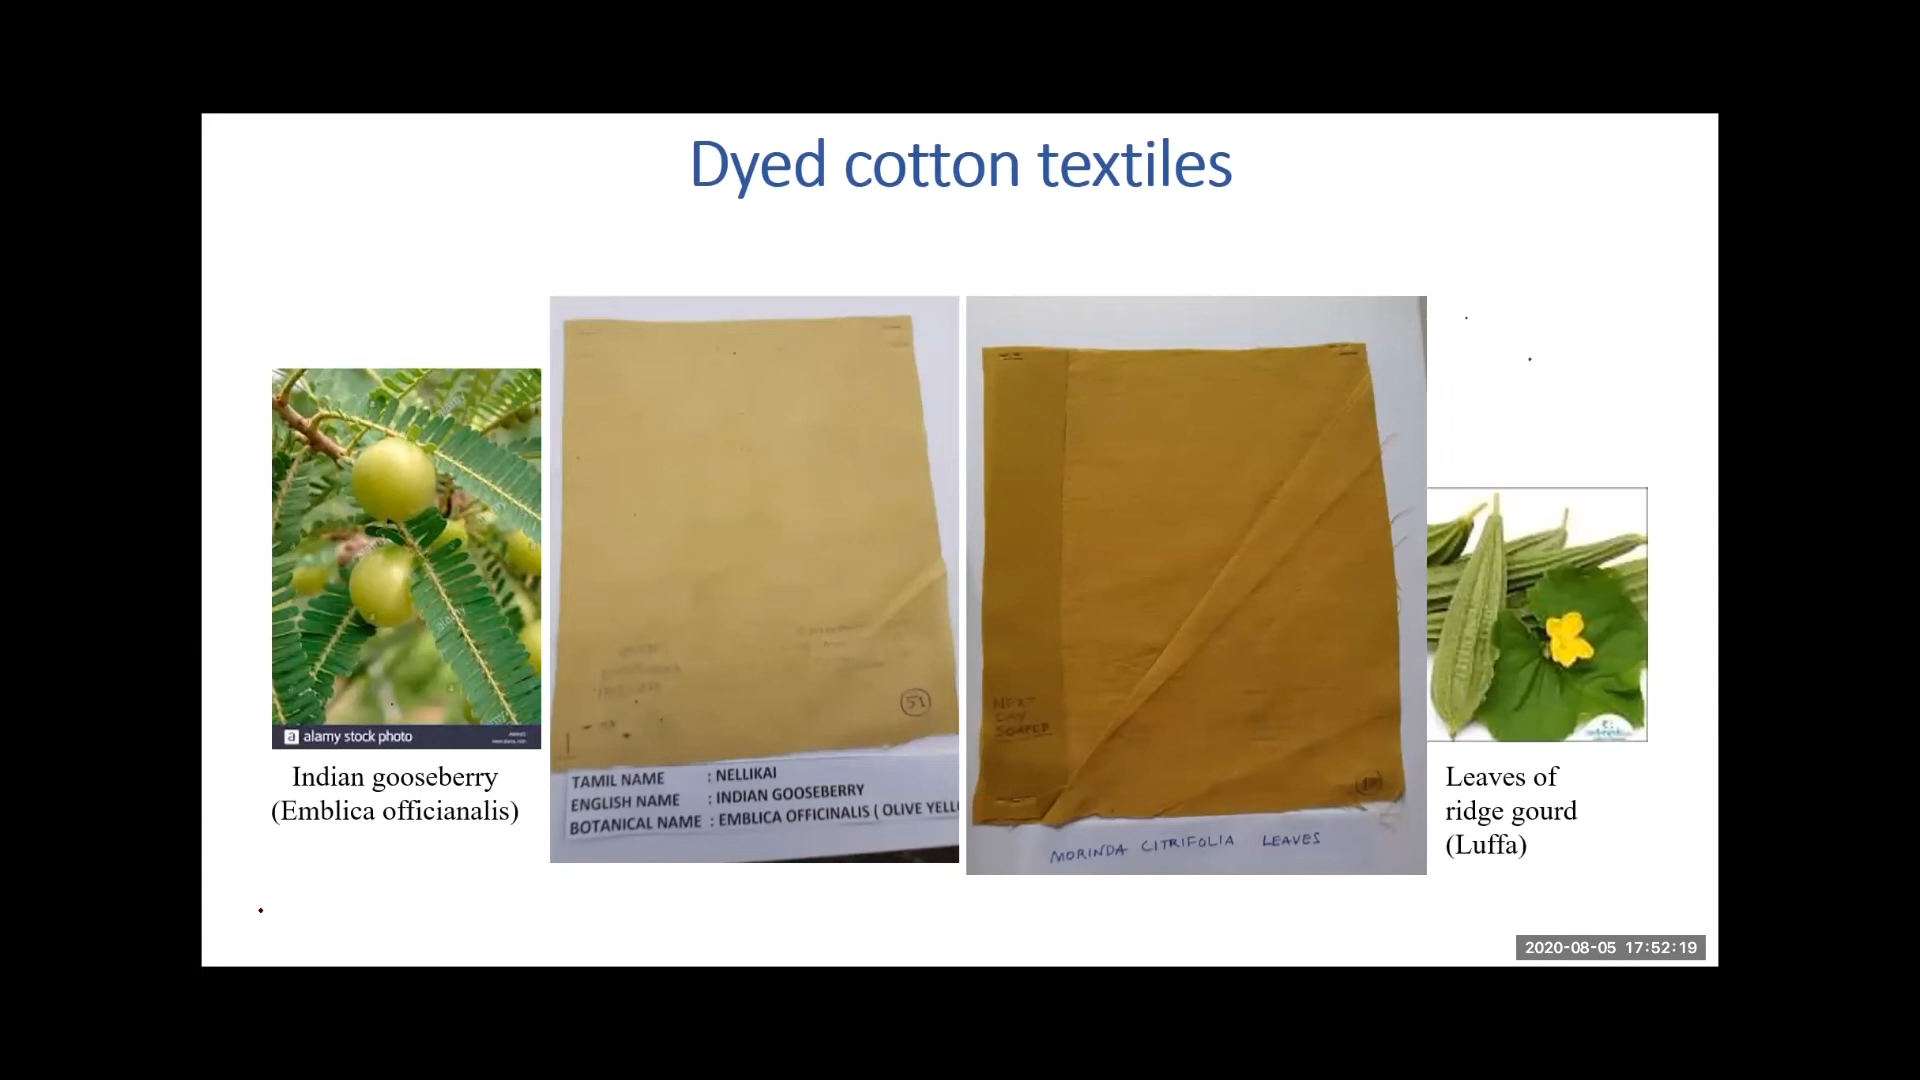 Dyed cotton textiles
alamy stock photo
Indian gooseberry
(Emblica officianalis)
51
TAMIL NAME : NELLIKAI
ENGLISH NAME : INDIAN GOOSEBERRY
BOTANICAL NAME : EMBLICA OFFICINALIS ( OLIVE YELL
NEXT
DAY
SOAPED
MORINDA CITRIFOLIA LEAVES
Leaves of
ridge gourd
(Luffa)
2020-08-05 17:52:19